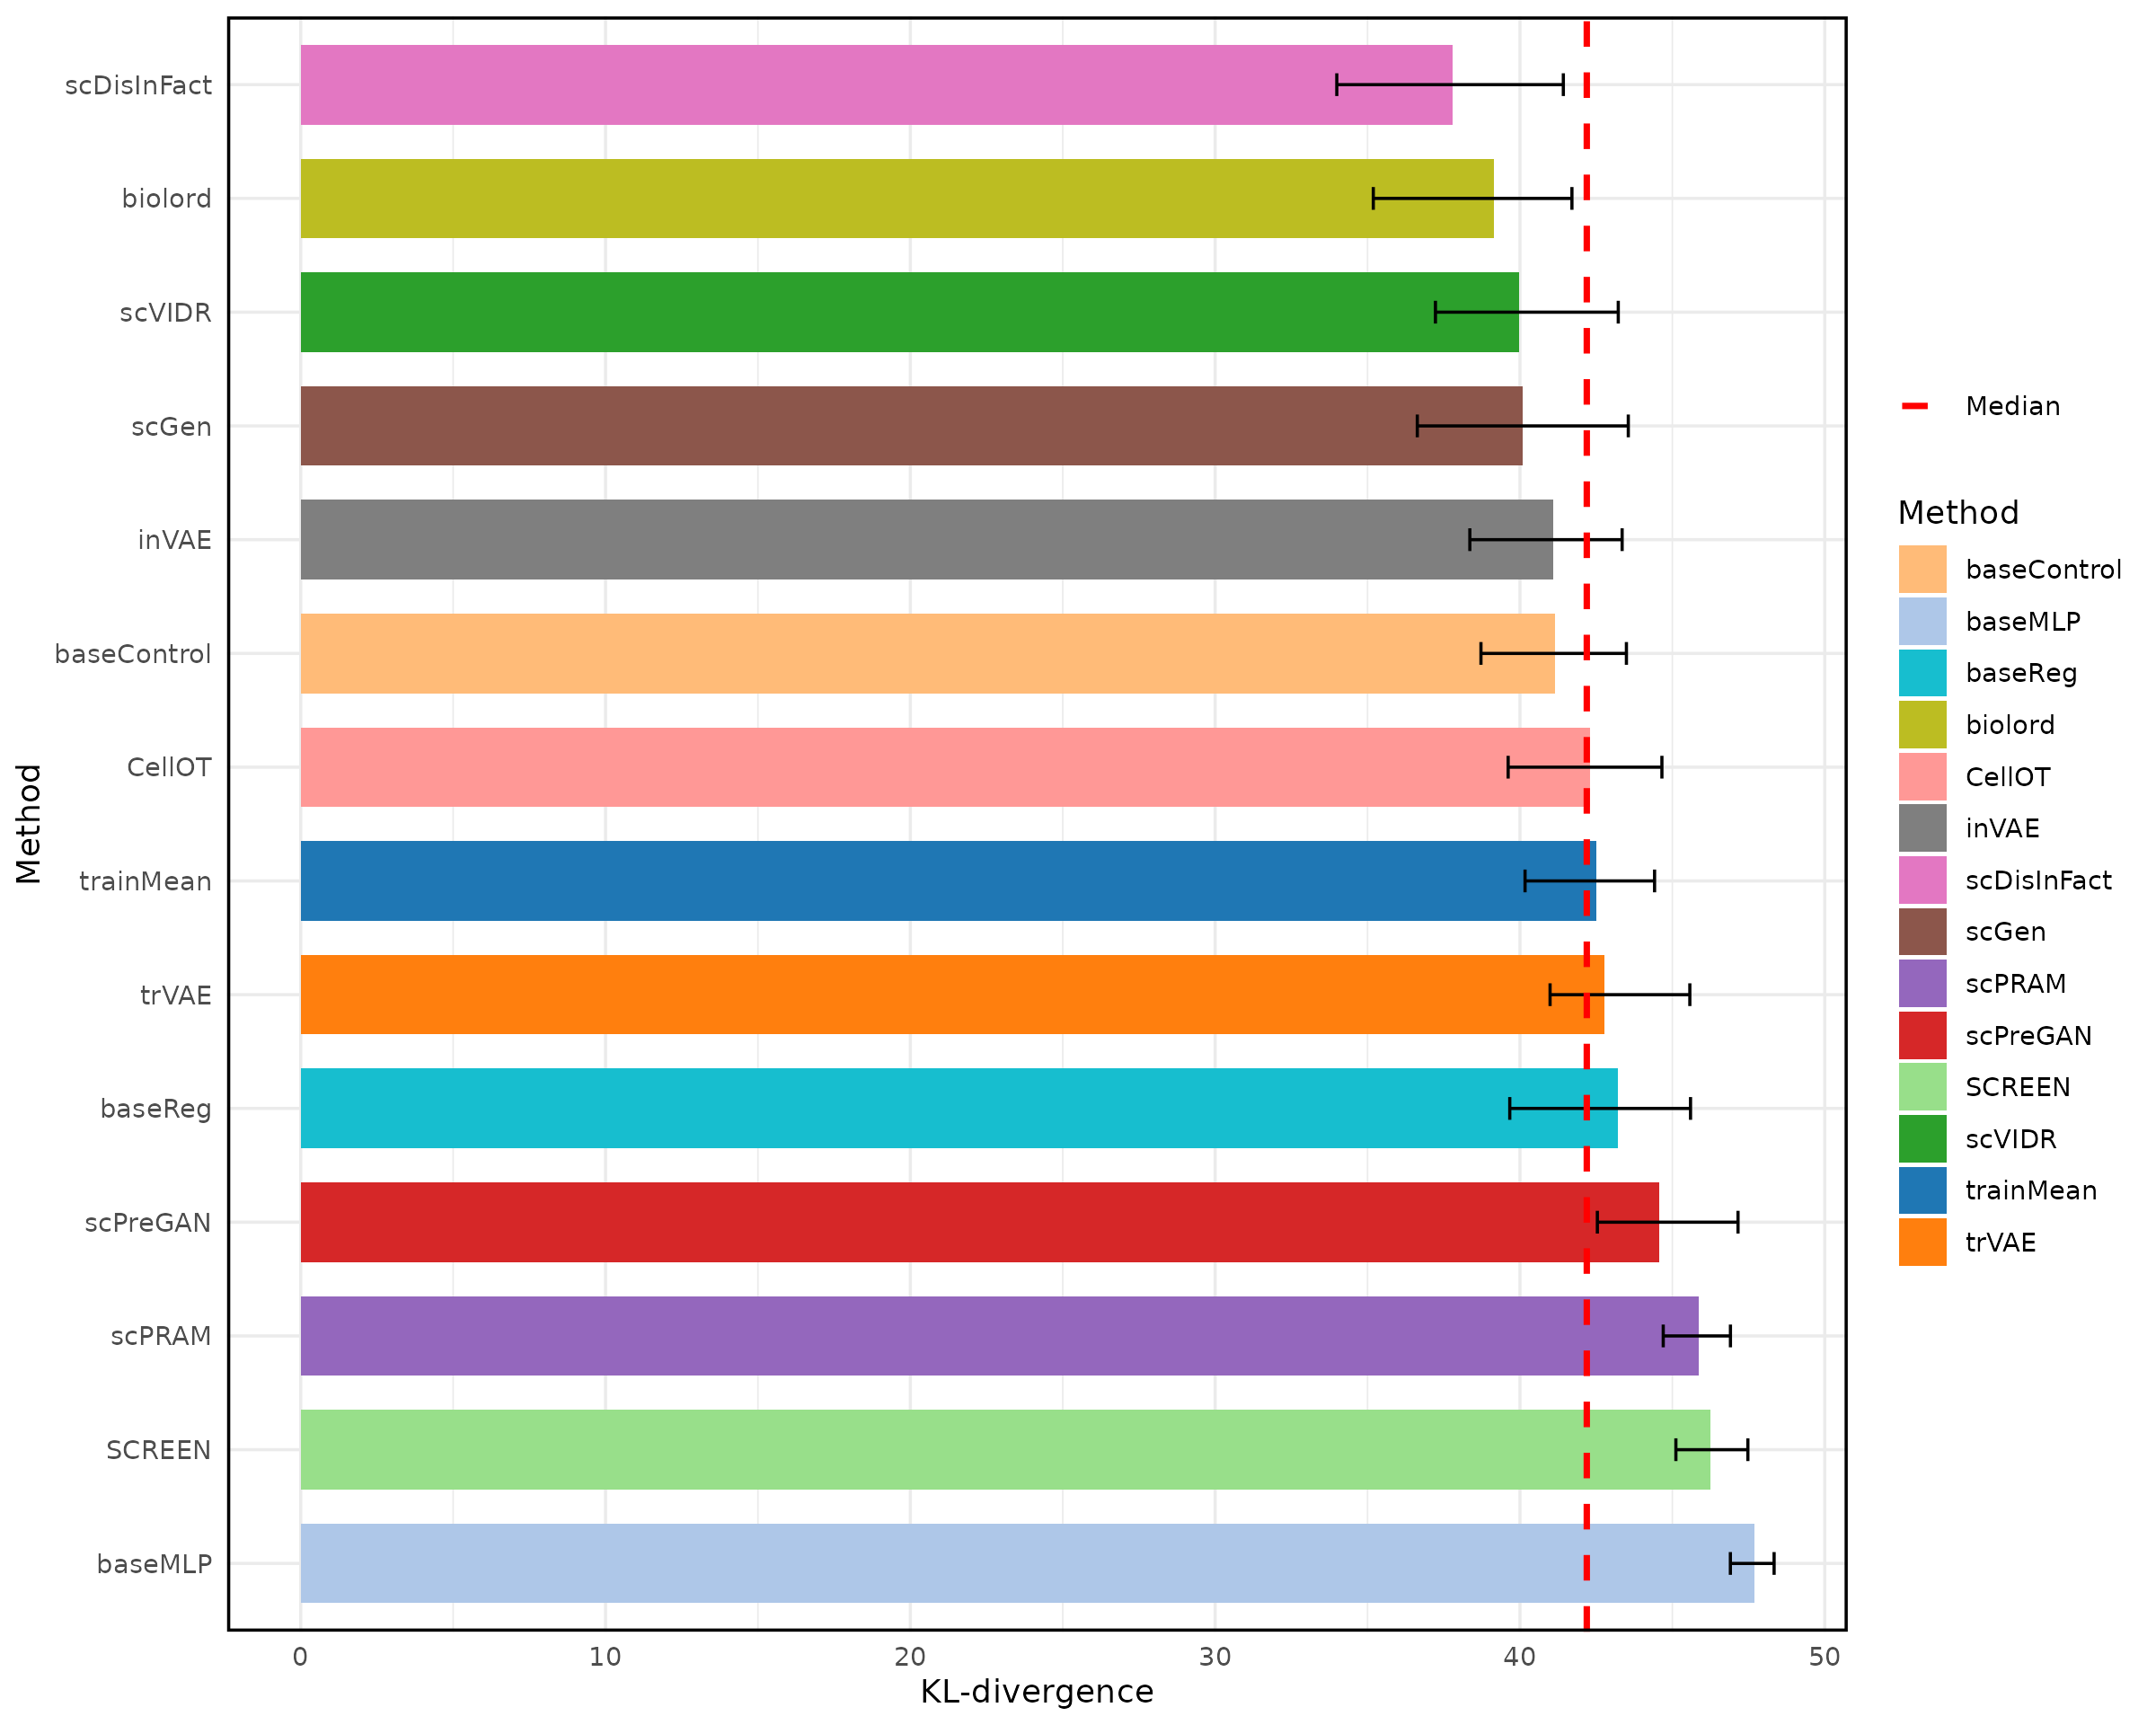 scDisInFact
biolord
scVIDR
scGen
inVAE
baseControl
CellOT
trainMean
trVAE
baseReg
scPreGAN
scPRAM
SCREEN
baseMLP
Method
0 10 20 30 40 50
KL-divergence
Median
Method
baseControl
baseMLP
baseReg
biolord
CellOT
inVAE
scDisInFact
scGen
scPRAM
scPreGAN
SCREEN
scVIDR
trainMean
trVAE